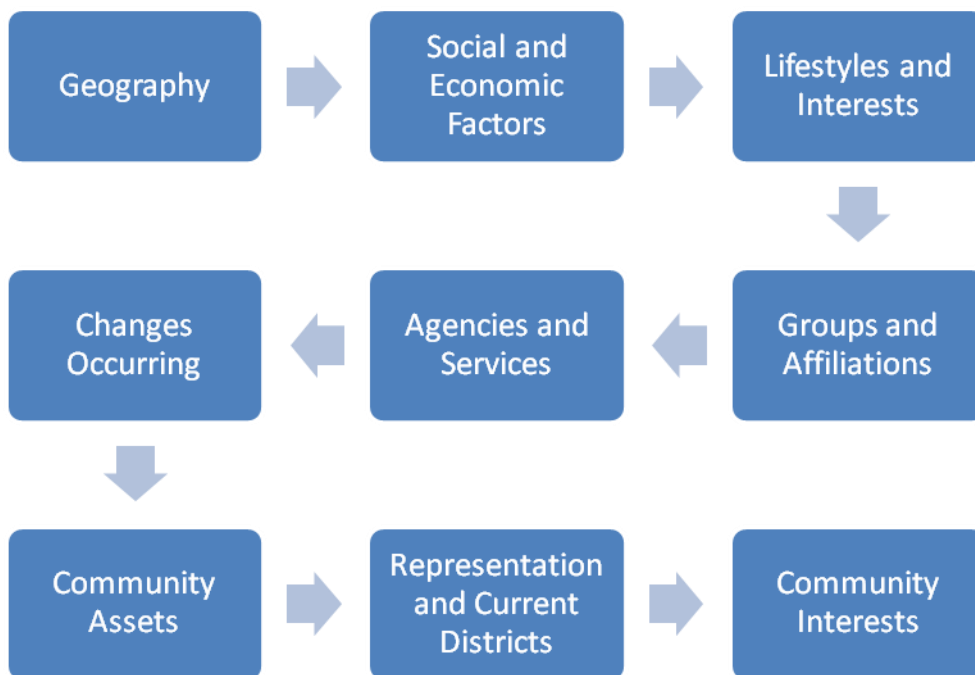 Geography
Social and
Economic
Factors
Lifestyles and
Interests
Groups and
Affiliations
Agencies and
Services
Changes
Occurring
Community
Assets
Representation
and Current
Districts
Community
Interests